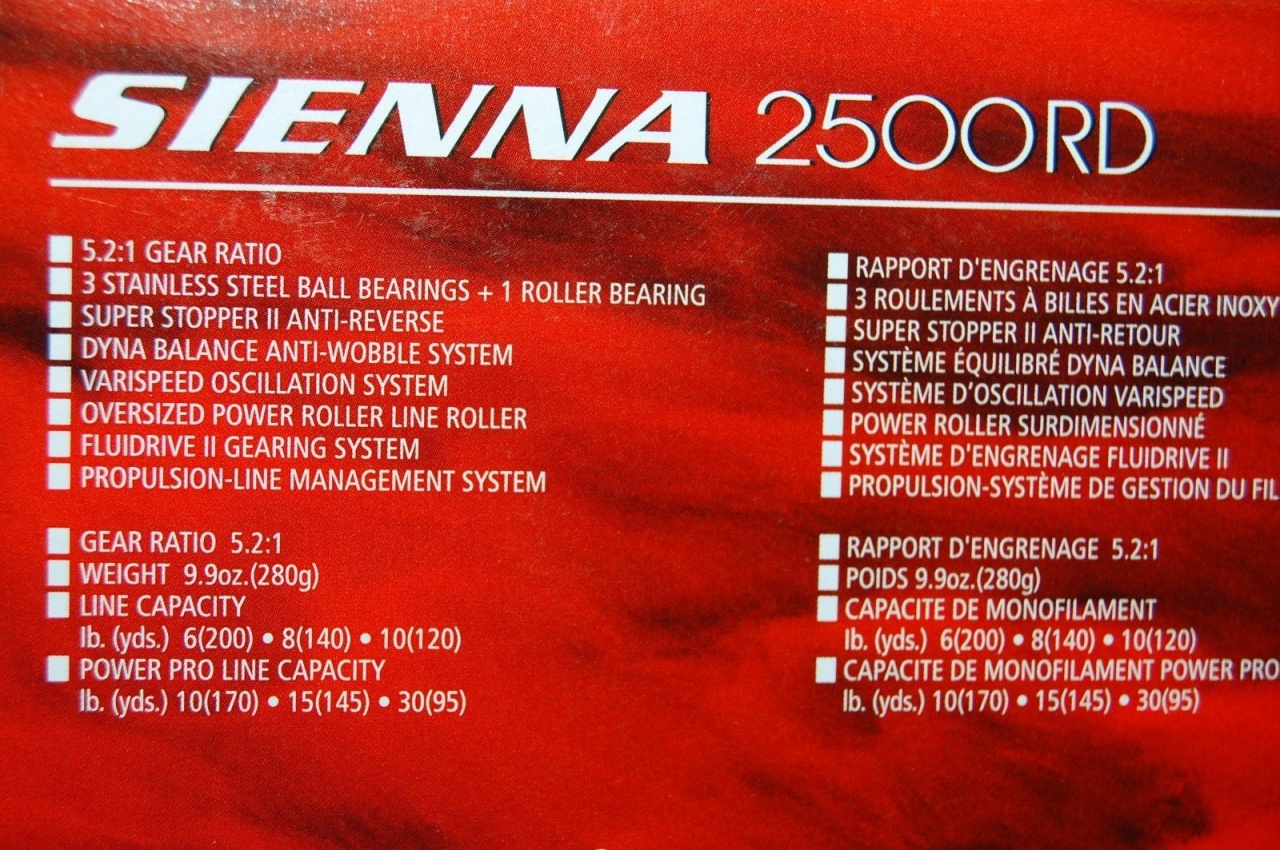 SIENNA 2500RD
5.2:1 GEAR RATIO
3 STAINLESS STEEL BALL BEARINGS + 1 ROLLER BEARING
SUPER STOPPER II ANTI-REVERSE
DYNA BALANCE ANTI-WOBBLE SYSTEM
VARISPEED OSCILLATION SYSTEM
OVERSIZED POWER ROLLER LINE ROLLER
FLUIDRIVE II GEARING SYSTEM
PROPULSION-LINE MANAGEMENT SYSTEM
GEAR RATIO 5.2:1
WEIGHT 9.9oz.(280g)
LINE CAPACITY
lb. (yds.) 6(200) • 8(140) • 10(120)
POWER PRO LINE CAPACITY
lb. (yds.) 10(170) • 15(145) • 30(95)
RAPPORT D'ENGRENAGE 5.2:1
3 ROULEMENTS À BILLES EN ACIER INOXY
SUPER STOPPER II ANTI-RETOUR
SYSTÈME ÉQUILIBRÉ DYNA BALANCE
SYSTÈME D'OSCILLATION VARISPEED
POWER ROLLER SURDIMENSIONNÉ
SYSTÈME D'ENGRENAGE FLUIDRIVE II
PROPULSION-SYSTÈME DE GESTION DU FIL
RAPPORT D'ENGRENAGE 5.2:1
POIDS 9.9oz.(280g)
CAPACITE DE MONOFILAMENT
lb. (yds.) 6(200) • 8(140) • 10(120)
CAPACITE DE MONOFILAMENT POWER PRO
lb. (yds.) 10(170) • 15(145) • 30(95)